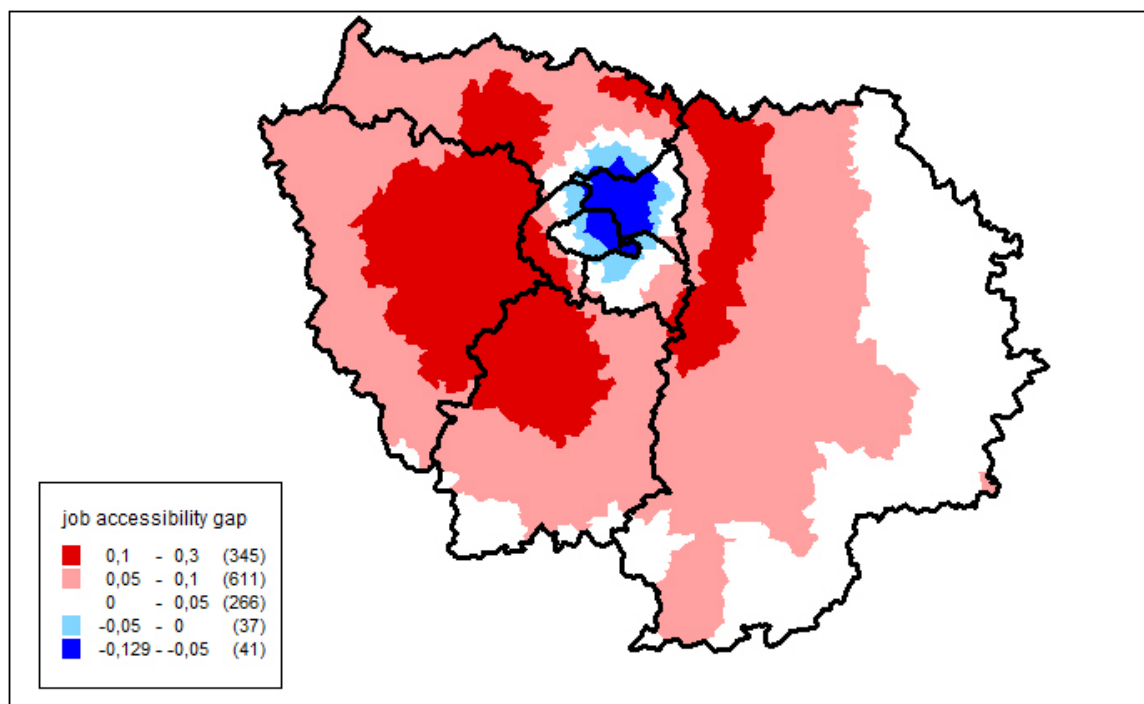 job accessibility gap
0,1 - 0,3 (345)
0,05 - 0,1 (611)
0 - 0,05 (266)
-0,05 - 0 (37)
-0,129 - -0,05 (41)